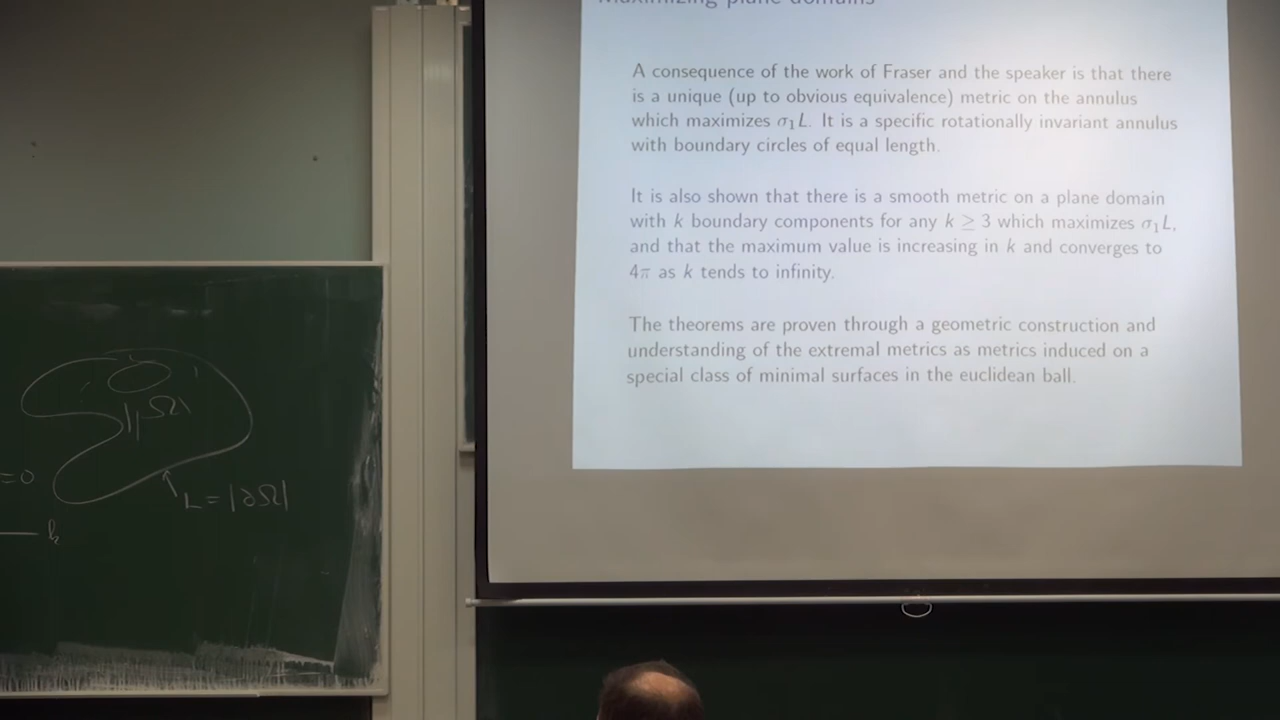 Maximizing plane domains
A consequence of the work of Fraser and the speaker is that there
is a unique (up to obvious equivalence) metric on the annulus
which maximizes σ₁L. It is a specific rotationally invariant annulus
with boundary circles of equal length.
It is also shown that there is a smooth metric on a plane domain
with k boundary components for any k ≥ 3 which maximizes σ₁L,
and that the maximum value is increasing in k and converges to
4π as k tends to infinity.
The theorems are proven through a geometric construction and
understanding of the extremal metrics as metrics induced on a
special class of minimal surfaces in the euclidean ball.
=0
L = |∂Ω|